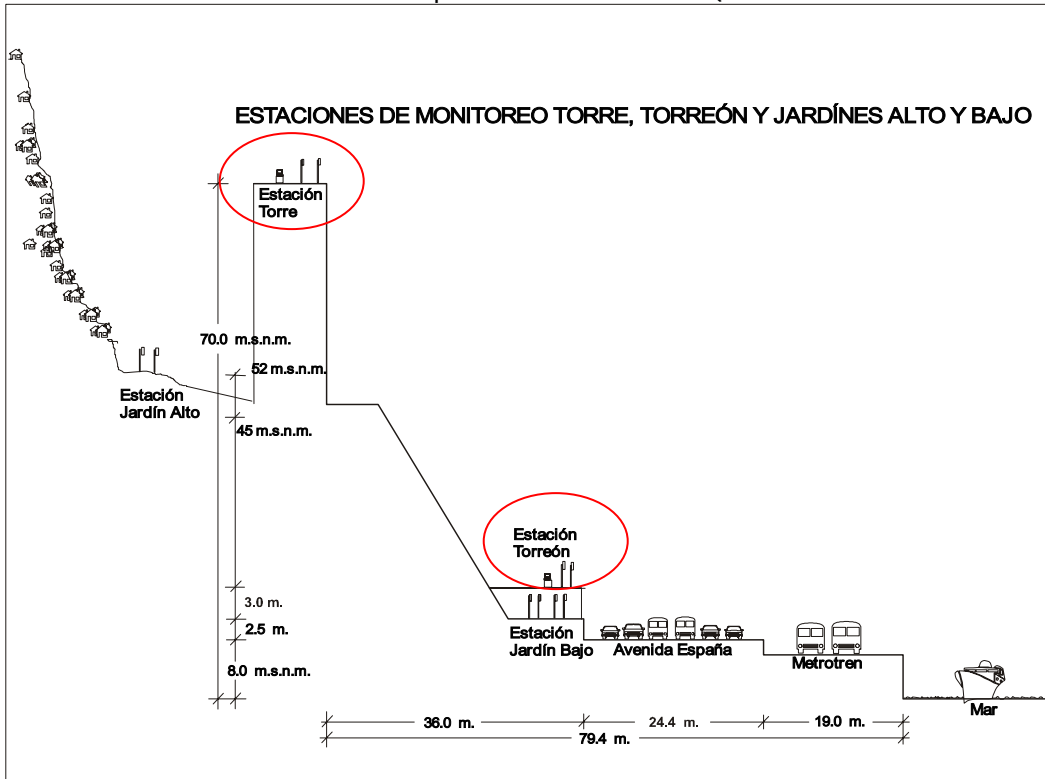 ESTACIONES DE MONITOREO TORRE, TORREÓN Y JARDÍNES ALTO Y BAJO
Estación
Torre
70.0 m.s.n.m.
52 m.s.n.m.
Estación
Jardín Alto
45 m.s.n.m.
Estación
Torreón
3.0 m.
2.5 m.
Estación
Jardín Bajo
Avenida España
Metrotren
8.0 m.s.n.m.
Mar
36.0 m.
24.4 m.
19.0 m.
79.4 m.